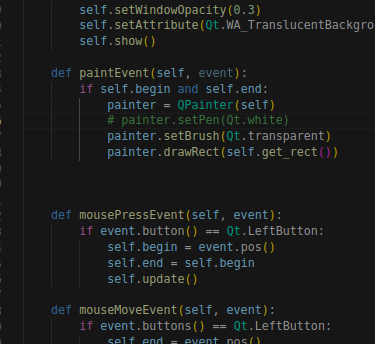 self.setWindowOpacity(0.3)
self.setAttribute(Qt.WA_TranslucentBackgr
self.show()
def paintEvent(self, event):
if self.begin and self.end:
painter = QPainter(self)
# painter.setPen(Qt.white)
painter.setBrush(Qt.transparent)
painter.drawRect(self.get_rect())
def mousePressEvent(self, event):
if event.button() == Qt.LeftButton:
self.begin = event.pos()
self.end = self.begin
self.update()
def mouseMoveEvent(self, event):
if event.buttons() == Qt.LeftButton:
self.end = event.pos()